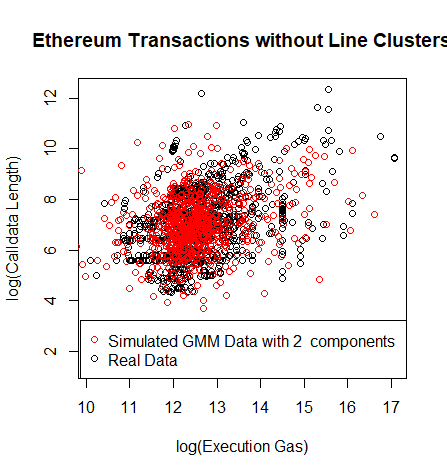 Ethereum Transactions without Line Clusters
log(Calldata Length)
12
10
8
6
4
2
Simulated GMM Data with 2 components
Real Data
10 11 12 13 14 15 16 17
log(Execution Gas)